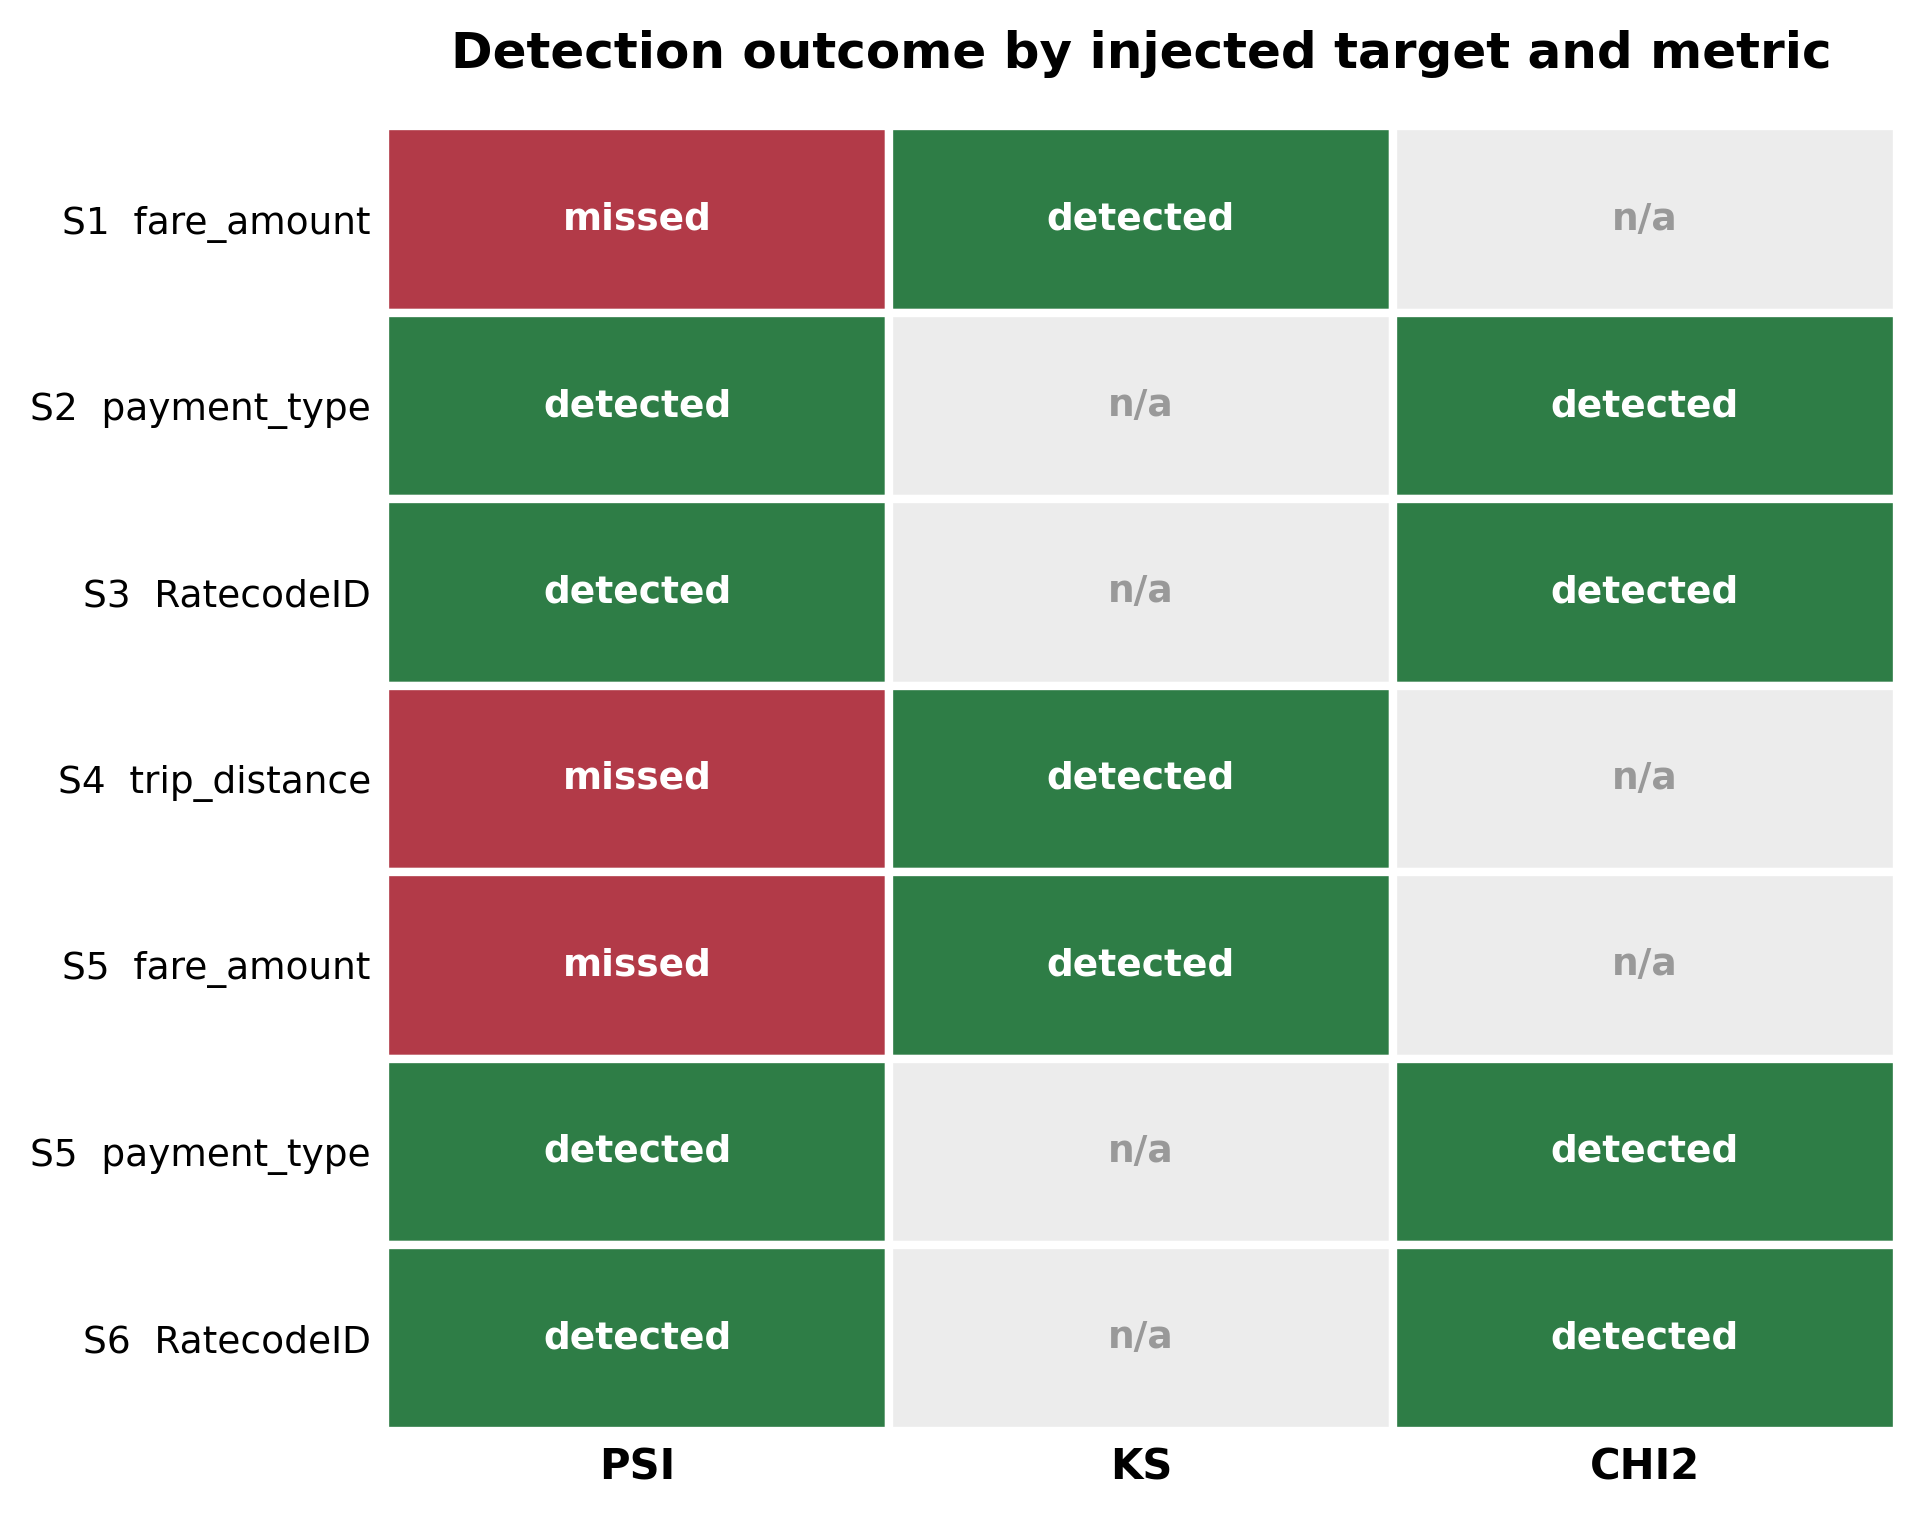 Detection outcome by injected target and metric
S1  fare_amount missed detected n/a
S2  payment_type detected n/a detected
S3  RatecodeID detected n/a detected
S4  trip_distance missed detected n/a
S5  fare_amount missed detected n/a
S5  payment_type detected n/a detected
S6  RatecodeID detected n/a detected
PSI KS CHI2